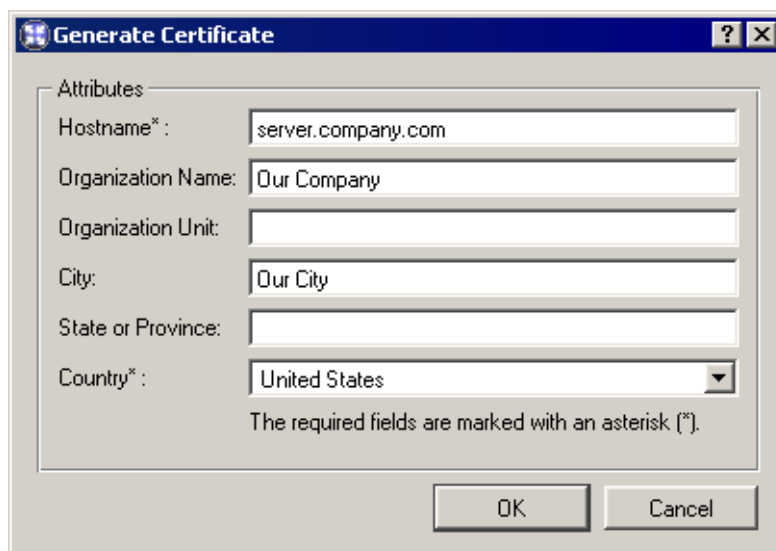 Generate Certificate
Attributes
Hostname* : server.company.com
Organization Name: Our Company
Organization Unit:
City: Our City
State or Province:
Country* : United States
The required fields are marked with an asterisk (*).
OK Cancel